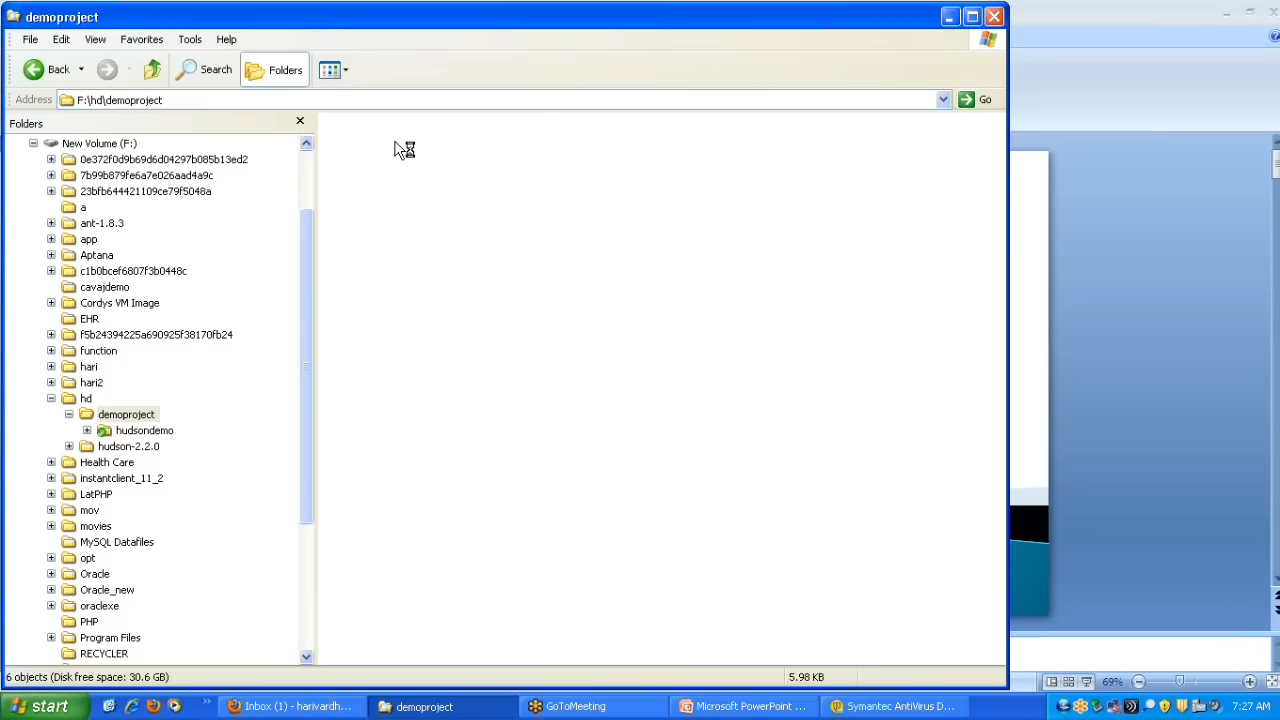 demoproject
File Edit View Favorites Tools Help
Back Search Folders
Address F:\hd\demoproject Go
Folders
New Volume (F:)
0e372f0d9b69d6d04297b085b13ed2
7b99b879fe6a7e026aad4a9c
23bfb644421109ce79f5048a
a
ant-1.8.3
app
Aptana
c1b0bcef6807f3b0448c
cavajdemo
Cordys VM Image
EHR
f5b24394225a690925f38170fb24
function
hari
hari2
hd
demoproject
hudsondemo
hudson-2.2.0
Health Care
instantclient_11_2
LatPHP
mov
movies
MySQL Datafiles
opt
Oracle
Oracle_new
oraclexe
PHP
Program Files
RECYCLER
6 objects (Disk free space: 30.6 GB) 5.98 KB
69%
start Inbox (1) - harivardh... demoproject GoToMeeting Microsoft PowerPoint ... Symantec AntiVirus D... 7:27 AM